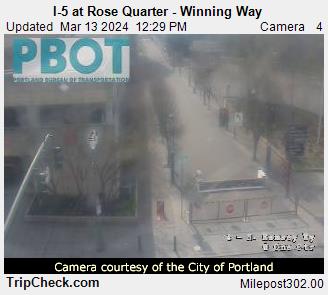 I-5 at Rose Quarter - Winning Way
Updated Mar 13 2024 12:29 PM Camera 4
PBOT
PORTLAND BUREAU OF TRANSPORTATION
Camera courtesy of the City of Portland
TripCheck.com Milepost302.00